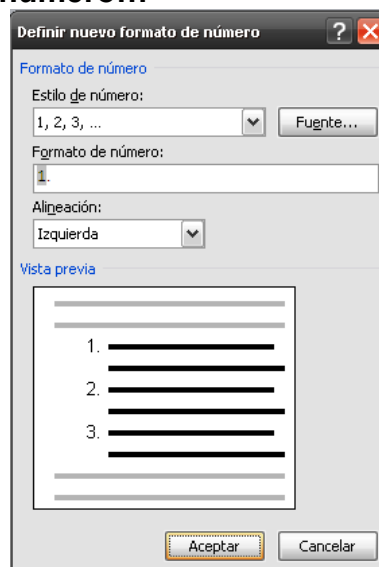 número...
Definir nuevo formato de número
Formato de número
Estilo de número:
1, 2, 3, ... Fuente...
Formato de número:
1.
Alineación:
Izquierda
Vista previa
1.
2.
3.
Aceptar Cancelar